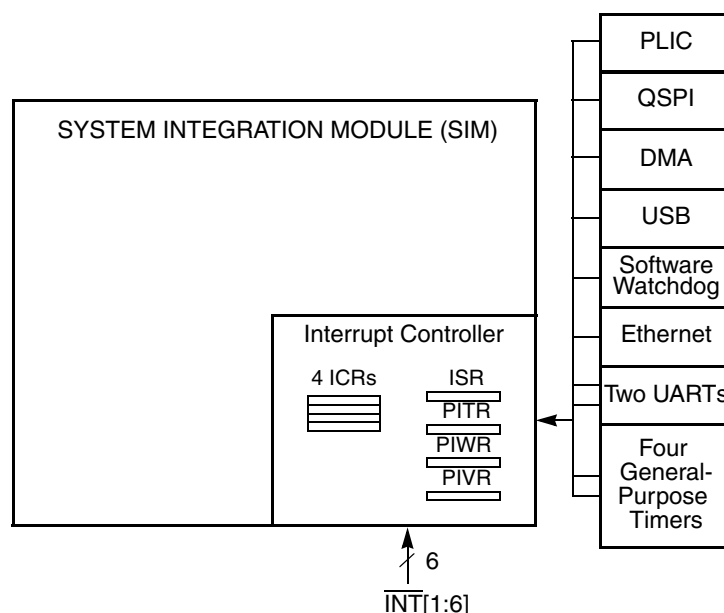 PLIC
QSPI
DMA
USB
Software
Watchdog
Ethernet
Two UARTs
Four
General-
Purpose
Timers
SYSTEM INTEGRATION MODULE (SIM)
Interrupt Controller
4 ICRs
ISR
PITR
PIWR
PIVR
6
INT[1:6]